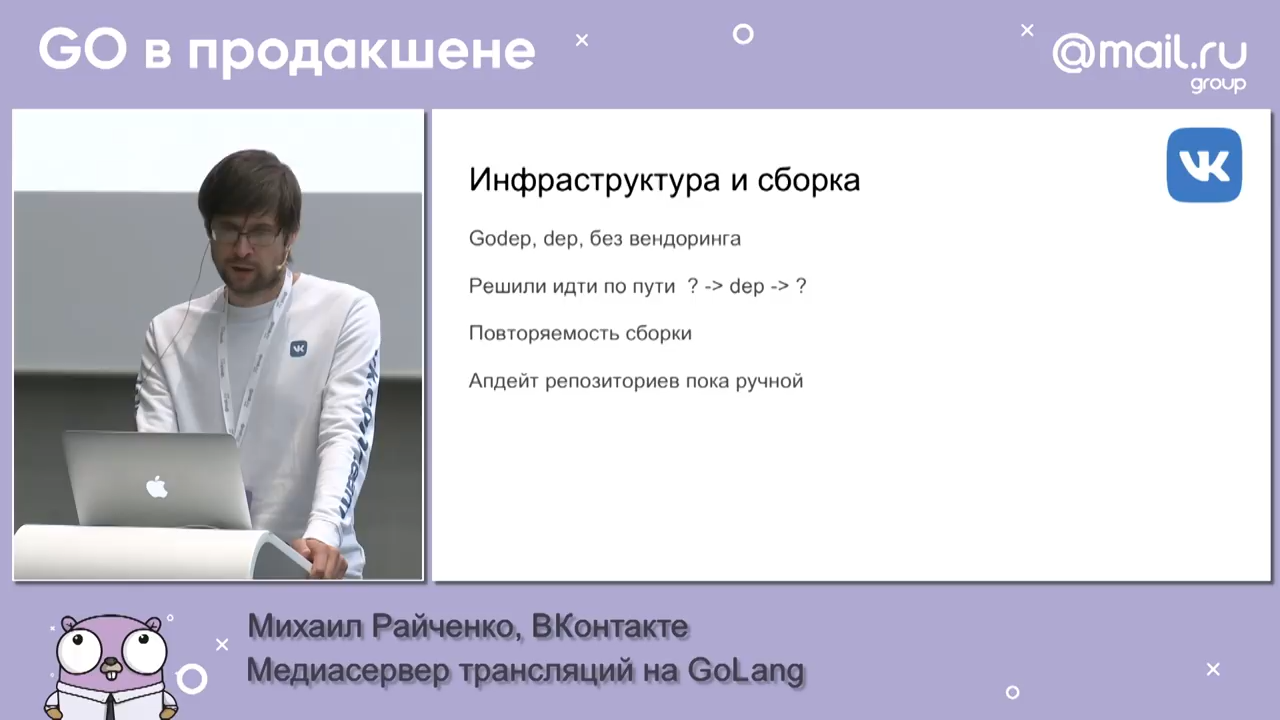 GO в продакшене
@mail.ru
group
Инфраструктура и сборка
Godep, dep, без вендоринга
Решили идти по пути ? -> dep -> ?
Повторяемость сборки
Апдейт репозиториев пока ручной
Михаил Райченко, ВКонтакте
Медиасервер трансляций на GoLang